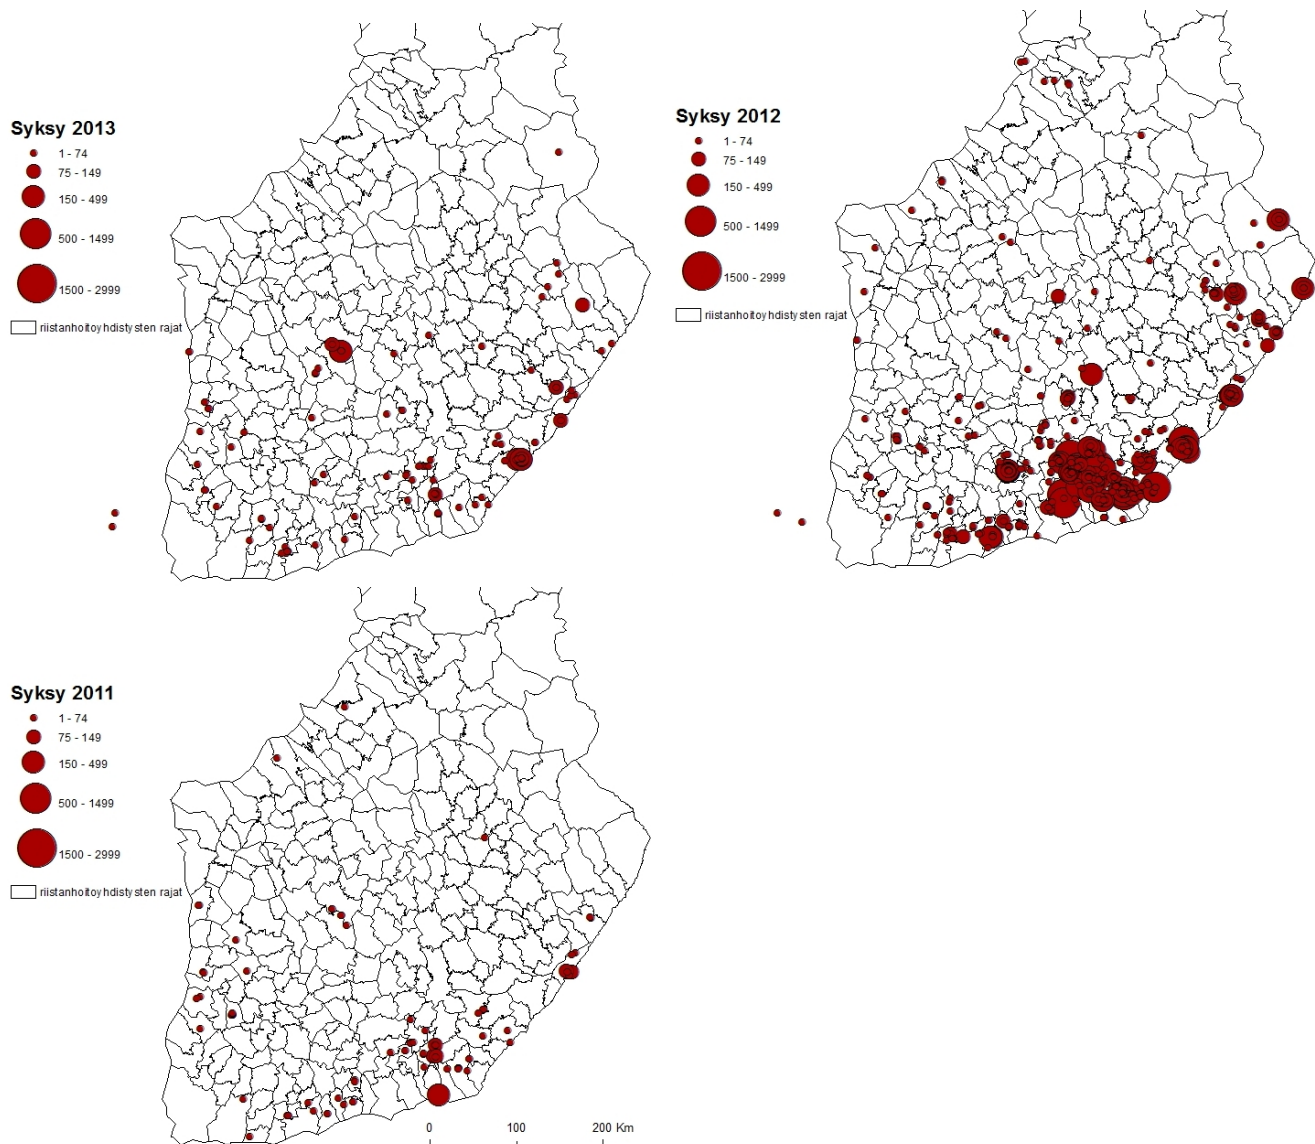 Syksy 2013
1 - 74
75 - 149
150 - 499
500 - 1499
1500 - 2999
riistanhoitoyhdistysten rajat
Syksy 2012
1 - 74
75 - 149
150 - 499
500 - 1499
1500 - 2999
riistanhoitoyhdistysten rajat
Syksy 2011
1 - 74
75 - 149
150 - 499
500 - 1499
1500 - 2999
riistanhoitoyhdistysten rajat
0 100 200 Km